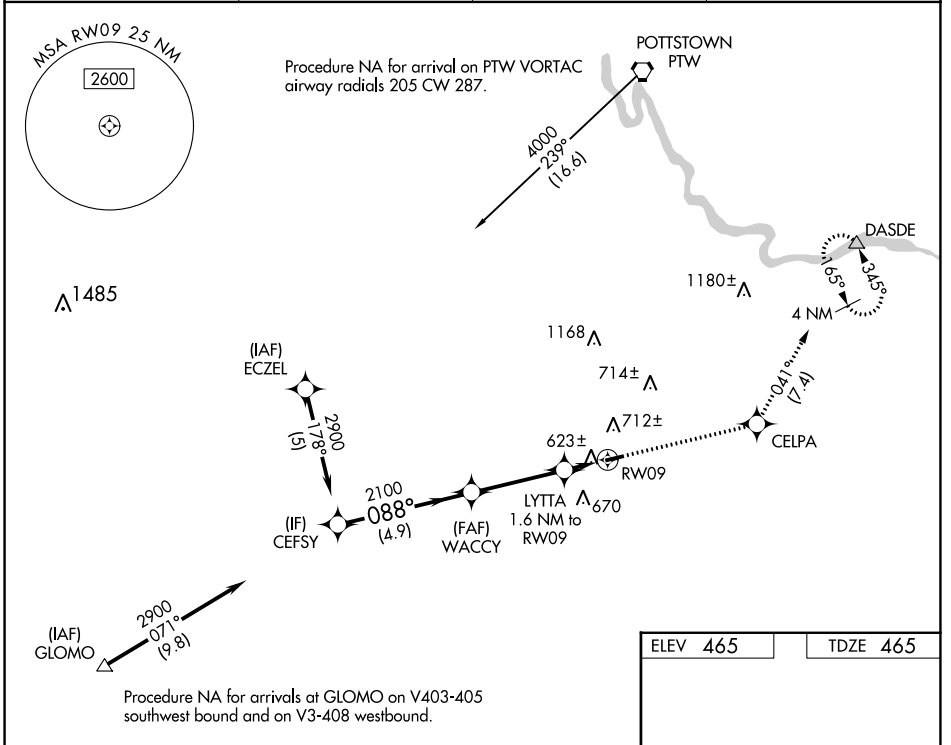 MSA RW09 25 NM
2600
Procedure NA for arrival on PTW VORTAC
airway radials 205 CW 287.
POTTSTOWN
PTW
4000
239°
(16.6)
DASDE
165°
345°
4 NM
1485
1180±
1168
714±
712±
623±
670
(IAF)
ECZEL
2900
178°
(5)
041°
(7.4)
CELPA
RW09
LYTTA
1.6 NM to
RW09
2100
088°
(4.9)
(FAF)
WACCY
(IF)
CEFSY
2900
071°
(9.8)
(IAF)
GLOMO
Procedure NA for arrivals at GLOMO on V403-405
southwest bound and on V3-408 westbound.
ELEV 465
TDZE 465